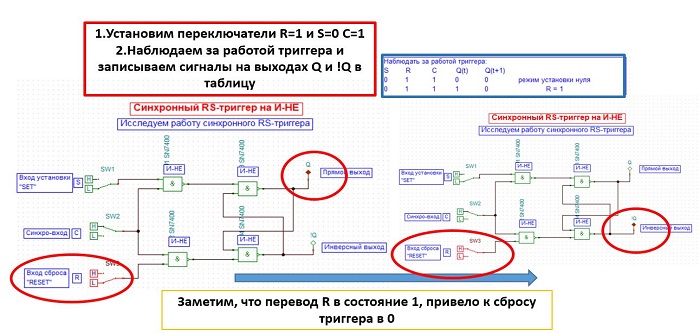 1.Установим переключатели R=1 и S=0 C=1
2.Наблюдаем за работой триггера и
записываем сигналы на выходах Q и !Q в
таблицу
Наблюдать за работой триггера:
S R C Q(t) Q(t+1)
0 1 1 0 0 режим установки нуля
0 1 1 1 0 R = 1
Синхронный RS-триггер на И-НЕ
Исследуем работу синхронного RS-триггера
SN7400
SN7400
И-НЕ
И-НЕ
Q
Прямой выход
SW1
Вход установки
"SET"
S
H
L
&
&
SW2
Синхро-вход
C
H
L
SN7400
SN7400
И-НЕ
И-НЕ
!Q
Инверсный выход
Вход сброса
"RESET"
R
H
L
&
&
Синхронный RS-триггер на И-НЕ
Исследуем работу синхронного RS-триггера
SN7400
SN7400
И-НЕ
И-НЕ
Q
Прямой выход
SW1
Вход установки
"SET"
S
H
L
&
&
SW2
Синхро-вход
C
H
L
SN7400
SN7400
И-НЕ
И-НЕ
!Q
Инверсный выход
SW3
Вход сброса
"RESET"
R
H
L
&
&
Заметим, что перевод R в состояние 1, привело к сбросу
триггера в 0